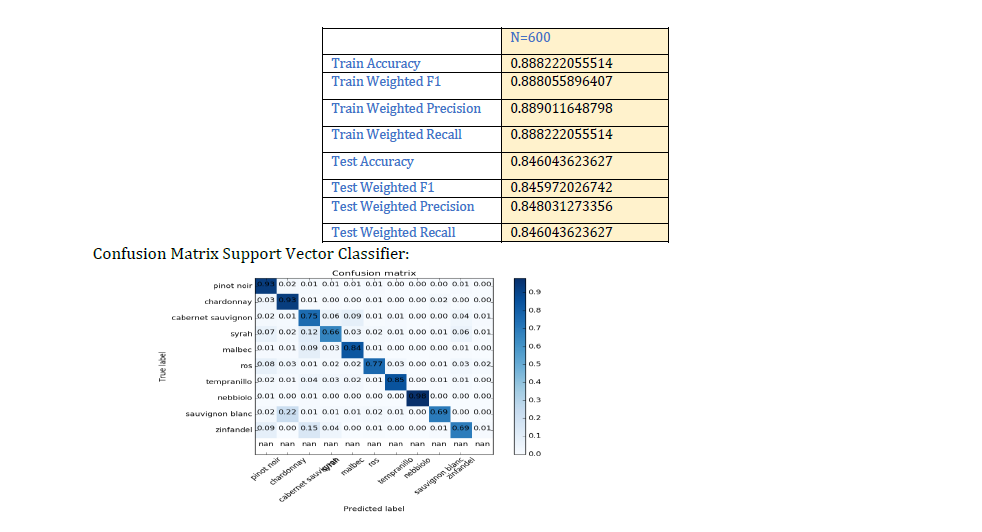 N=600
Train Accuracy 0.888222055514
Train Weighted F1 0.888055896407
Train Weighted Precision 0.889011648798
Train Weighted Recall 0.888222055514
Test Accuracy 0.846043623627
Test Weighted F1 0.845972026742
Test Weighted Precision 0.848031273356
Test Weighted Recall 0.846043623627
Confusion Matrix Support Vector Classifier:
Confusion matrix
pinot noir 0.93 0.02 0.01 0.01 0.01 0.01 0.00 0.00 0.00 0.01 0.00
chardonnay 0.03 0.93 0.01 0.00 0.00 0.01 0.00 0.00 0.02 0.00 0.00
cabernet sauvignon 0.02 0.01 0.75 0.06 0.01 0.01 0.00 0.00 0.04 0.01
syrah 0.07 0.02 0.12 0.66 0.03 0.02 0.01 0.00 0.01 0.06 0.01
malbec 0.01 0.01 0.09 0.03 0.84 0.00 0.01 0.00 0.00 0.01 0.01
ros 0.08 0.03 0.01 0.02 0.02 0.77 0.03 0.00 0.01 0.03 0.02
tempranillo 0.02 0.01 0.04 0.03 0.02 0.01 0.85 0.00 0.01 0.01 0.00
nebbiolo 0.01 0.00 0.01 0.00 0.00 0.00 0.00 0.98 0.00 0.00 0.00
sauvignon blanc 0.02 0.22 0.01 0.01 0.01 0.02 0.01 0.00 0.69 0.00 0.00
zinfandel 0.09 0.00 0.15 0.04 0.00 0.01 0.00 0.00 0.01 0.69 0.01
nan nan nan nan nan nan nan nan nan nan nan
True label
pinot noir
chardonnay
cabernet sauvignon
syrah
malbec
ros
tempranillo
nebbiolo
sauvignon blanc
zinfandel
Predicted label
0.9
0.8
0.7
0.6
0.5
0.4
0.3
0.2
0.1
0.0